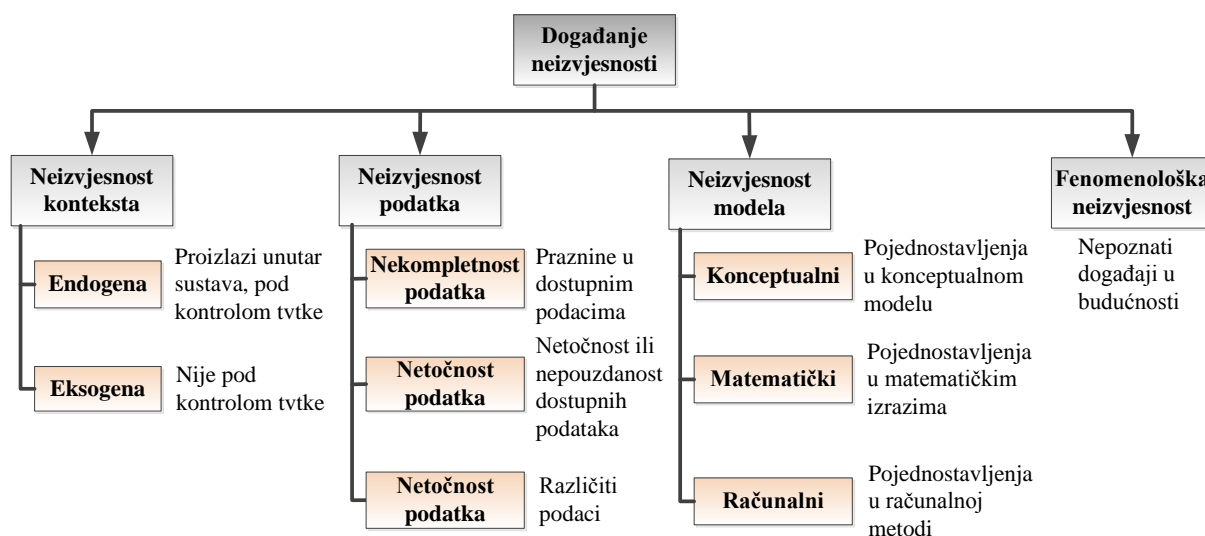 Događanje
neizvjesnosti
Neizvjesnost
konteksta
Endogena
Proizlazi unutar
sustava, pod
kontrolom tvtke
Eksogena
Nije pod
kontrolom tvtke
Neizvjesnost
podatka
Nekompletnost
podatka
Praznine u
dostupnim
podacima
Netočnost
podatka
Netočnost ili
nepouzdanost
dostupnih
podataka
Netočnost
podatka
Različiti
podaci
Neizvjesnost
modela
Konceptualni
Pojednostavljenja
u konceptualnom
modelu
Matematički
Pojednostavljenja
u matematičkim
izrazima
Računalni
Pojednostavljenja
u računalnoj
metodi
Fenomenološka
neizvjesnost
Nepoznati
događaji u
budućnosti